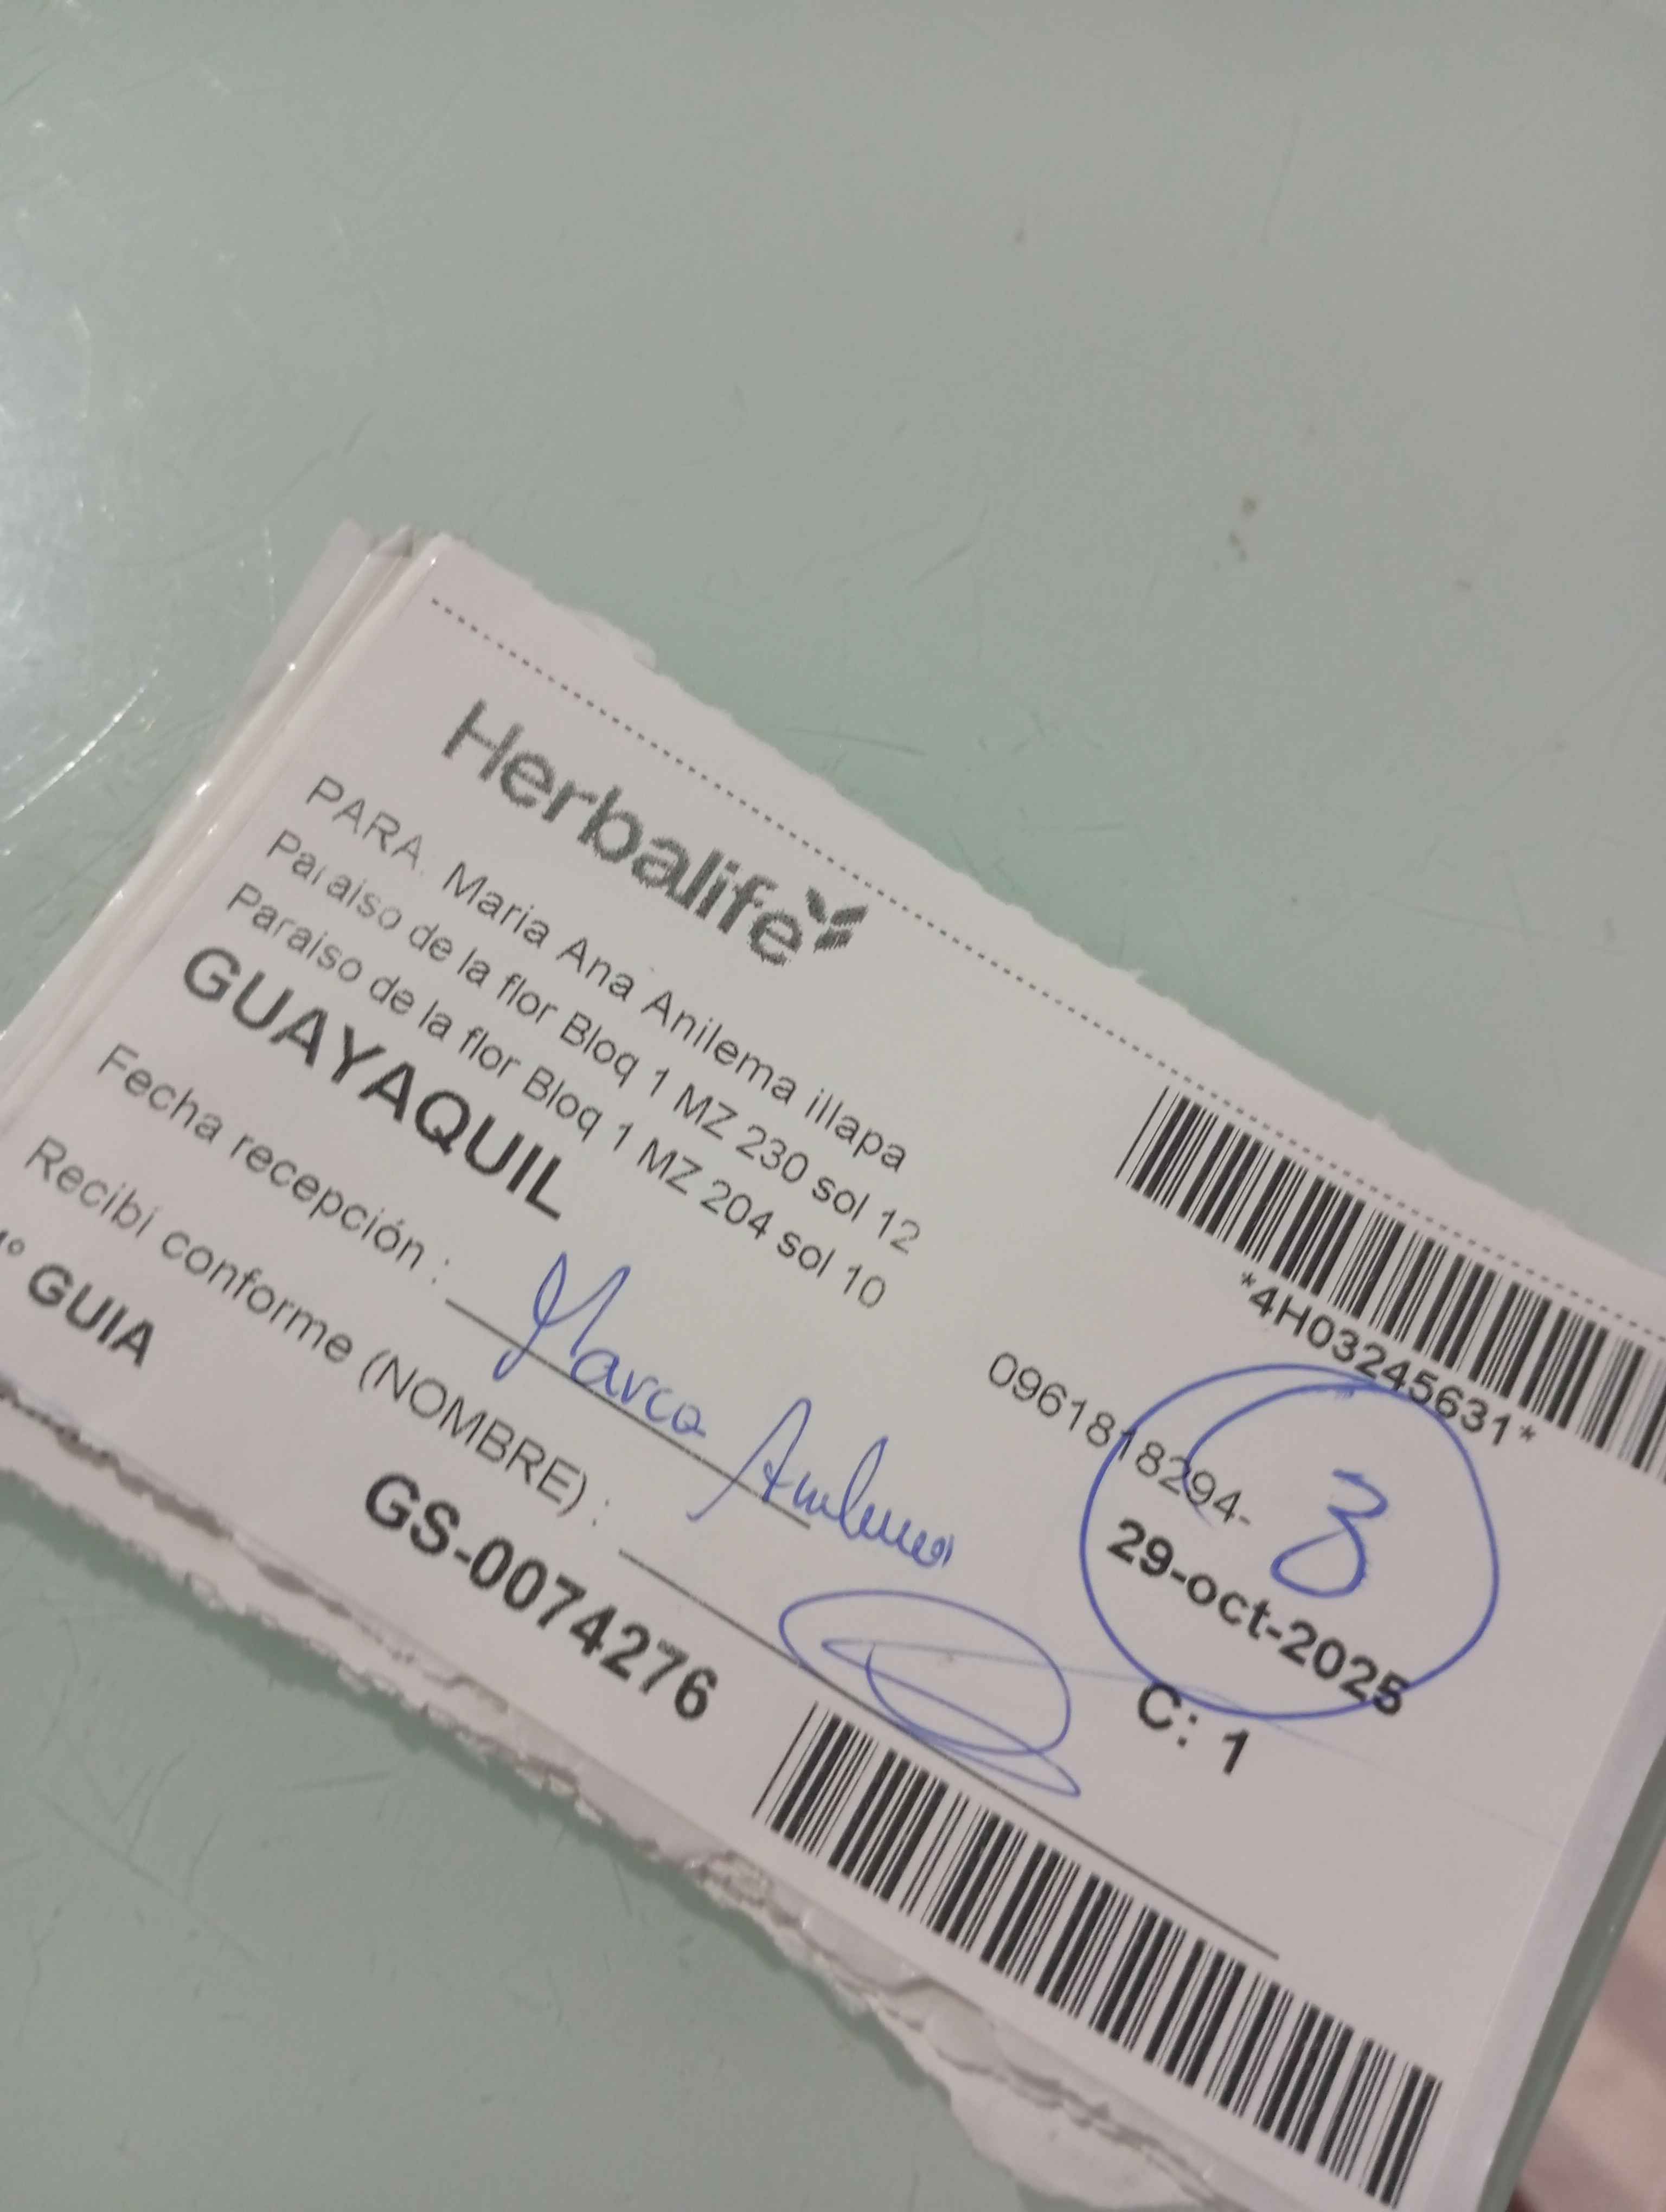 Herbalife
*4H03245631*
PARA: Maria Ana Anilema illapa
Paraiso de la flor Bloq 1 MZ 230 sol 12
Paraiso de la flor Bloq 1 MZ 204 sol 10
0961818294-
GUAYAQUIL
3
29-oct-2025
Fecha recepción :
Marco
Recibí conforme (NOMBRE) :
C: 1
° GUIA
GS-0074276